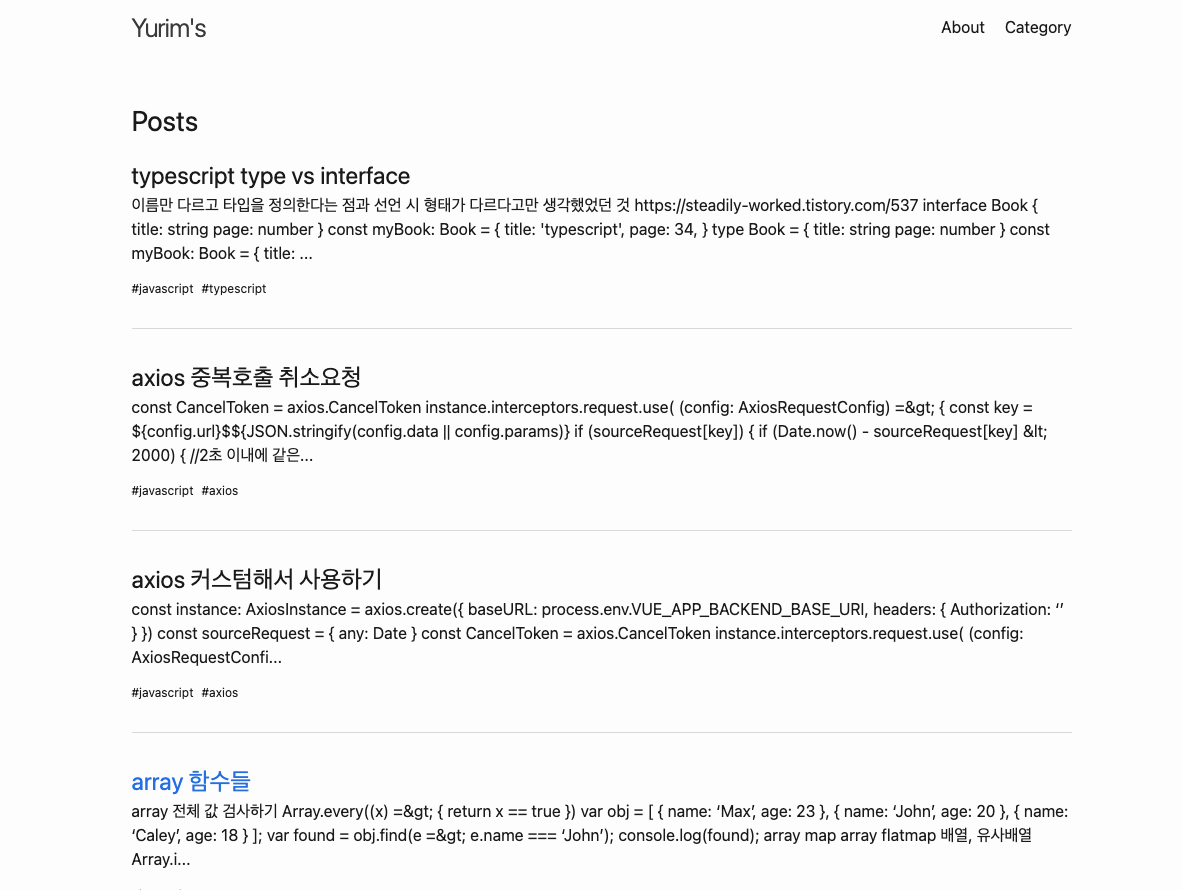 Yurim's
About Category
Posts
typescript type vs interface
이름만 다르고 타입을 정의한다는 점과 선언 시 형태가 다르다고만 생각했었던 것 https://steadily-worked.tistory.com/537 interface Book {
title: string page: number } const myBook: Book = { title: 'typescript', page: 34, } type Book = { title: string page: number } const
myBook: Book = { title: ...
#javascript #typescript
axios 중복호출 취소요청
const CancelToken = axios.CancelToken instance.interceptors.request.use( (config: AxiosRequestConfig) =&gt; { const key =
${config.url}$${JSON.stringify(config.data || config.params)} if (sourceRequest[key]) { if (Date.now() - sourceRequest[key] &lt;
2000) { //2초 이내에 같은...
#javascript #axios
axios 커스텀해서 사용하기
const instance: AxiosInstance = axios.create({ baseURL: process.env.VUE_APP_BACKEND_BASE_URI, headers: { Authorization: ‘’
} }) const sourceRequest = { any: Date } const CancelToken = axios.CancelToken instance.interceptors.request.use( (config:
AxiosRequestConfi...
#javascript #axios
array 함수들
array 전체 값 검사하기 Array.every((x) =&gt; { return x == true }) var obj = [ { name: ‘Max’, age: 23 }, { name: ‘John’, age: 20 }, { name:
‘Caley’, age: 18 } ]; var found = obj.find(e =&gt; e.name === ‘John’); console.log(found); array map array flatmap 배열, 유사배열
Array.i...